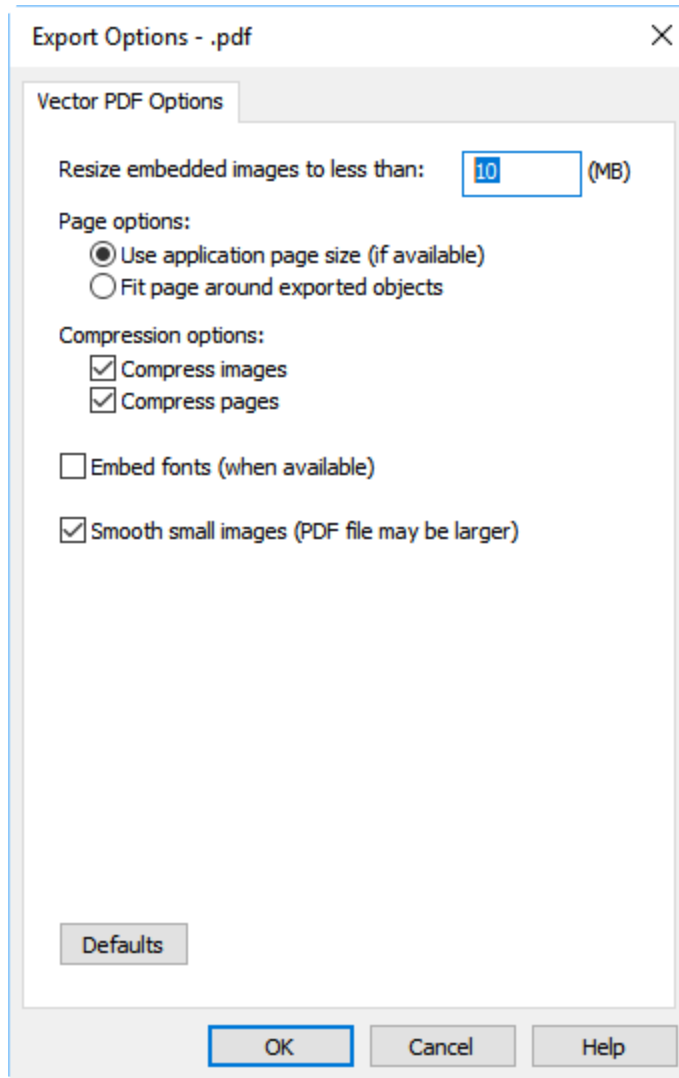 Export Options - .pdf
Vector PDF Options
Resize embedded images to less than: 10 (MB)
Page options:
Use application page size (if available)
Fit page around exported objects
Compression options:
Compress images
Compress pages
Embed fonts (when available)
Smooth small images (PDF file may be larger)
Defaults
OK Cancel Help